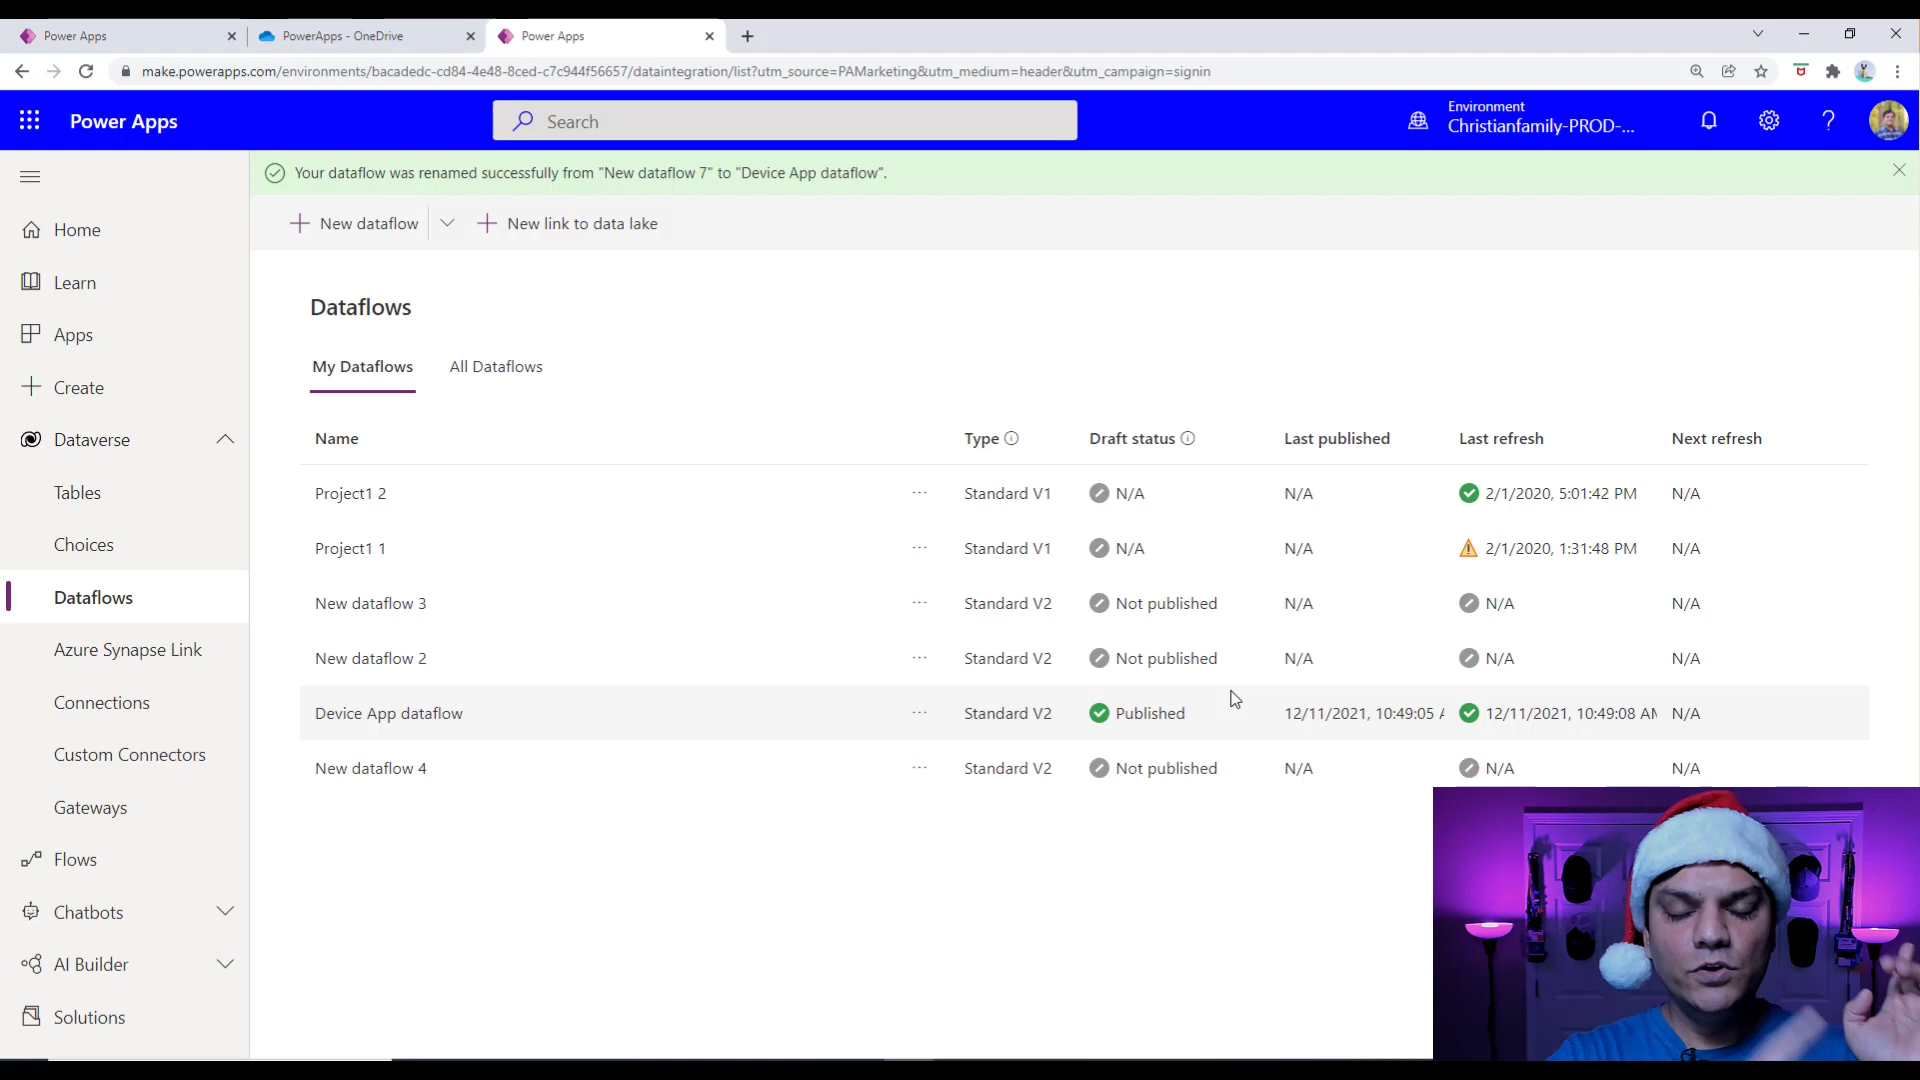 Power Apps
PowerApps - OneDrive
Power Apps
make.powerapps.com/environments/bacadedc-cd84-4e48-8ced-c7c944f56657/dataintegration/list?utm_source=PAMarketing&utm_medium=header&utm_campaign=signin
Power Apps
Search
Environment
Christianfamily-PROD-...
Your dataflow was renamed successfully from "New dataflow 7" to "Device App dataflow".
New dataflow
New link to data lake
Home
Learn
Apps
Create
Dataverse
Tables
Choices
Dataflows
Azure Synapse Link
Connections
Custom Connectors
Gateways
Flows
Chatbots
AI Builder
Solutions
Dataflows
My Dataflows All Dataflows
Name Type Draft status Last published Last refresh Next refresh
Project1 2 ... Standard V1 N/A N/A 2/1/2020, 5:01:42 PM N/A
Project1 1 ... Standard V1 N/A N/A 2/1/2020, 1:31:48 PM N/A
New dataflow 3 ... Standard V2 Not published N/A N/A N/A
New dataflow 2 ... Standard V2 Not published N/A N/A N/A
Device App dataflow ... Standard V2 Published 12/11/2021, 10:49:05 A 12/11/2021, 10:49:08 AM N/A
New dataflow 4 ... Standard V2 Not published N/A N/A N/A